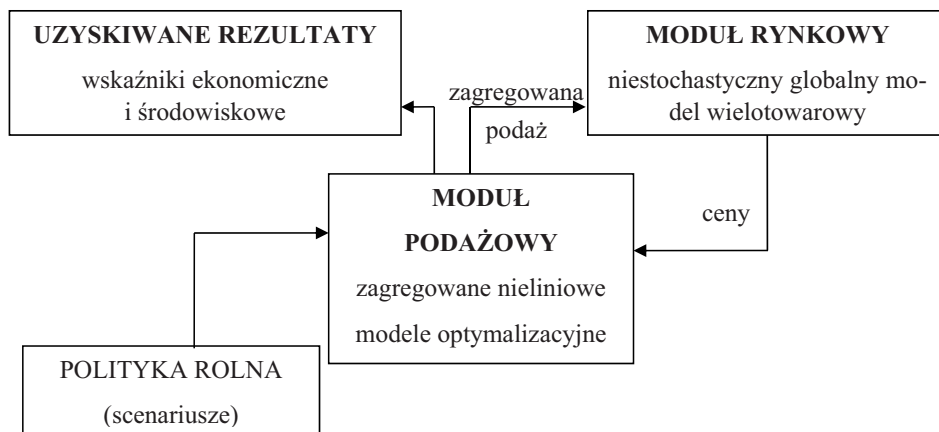 UZYSKIWANE REZULTATY
wskaźniki ekonomiczne
i środowiskowe
zagregowana
podaż
MODUŁ RYNKOWY
niestochastyczny globalny mo-
del wielotowarowy
MODUŁ
PODAŻOWY
zagregowane nieliniowe
modele optymalizacyjne
ceny
POLITYKA ROLNA
(scenariusze)